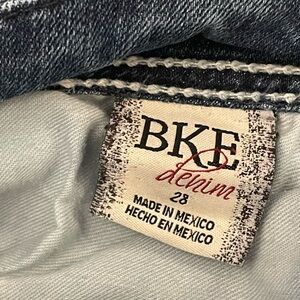 BKE
denim
28
MADE IN MEXICO
HECHO EN MEXICO